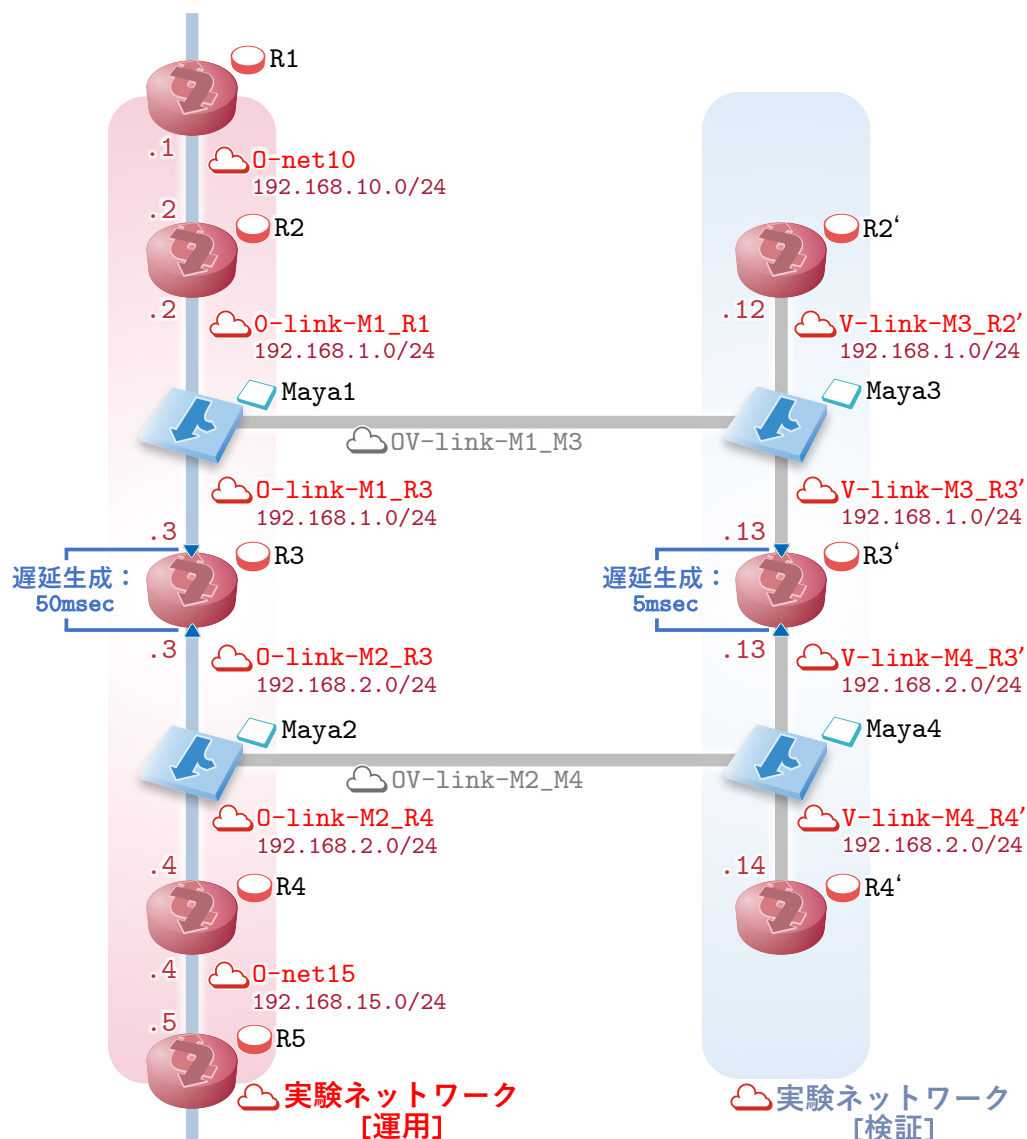 R1
.1
O-net10
192.168.10.0/24
.2
R2
R2‘
.2
O-link-M1_R1
192.168.1.0/24
.12
V-link-M3_R2'
192.168.1.0/24
Maya1
Maya3
OV-link-M1_M3
O-link-M1_R3
192.168.1.0/24
V-link-M3_R3'
192.168.1.0/24
.3
R3
.13
R3‘
遅延生成：
50msec
遅延生成：
5msec
.3
O-link-M2_R3
192.168.2.0/24
.13
V-link-M4_R3'
192.168.2.0/24
Maya2
Maya4
OV-link-M2_M4
O-link-M2_R4
192.168.2.0/24
V-link-M4_R4'
192.168.2.0/24
.4
R4
.14
R4‘
.4
O-net15
192.168.15.0/24
.5
R5
実験ネットワーク
[運用]
実験ネットワーク
[検証]